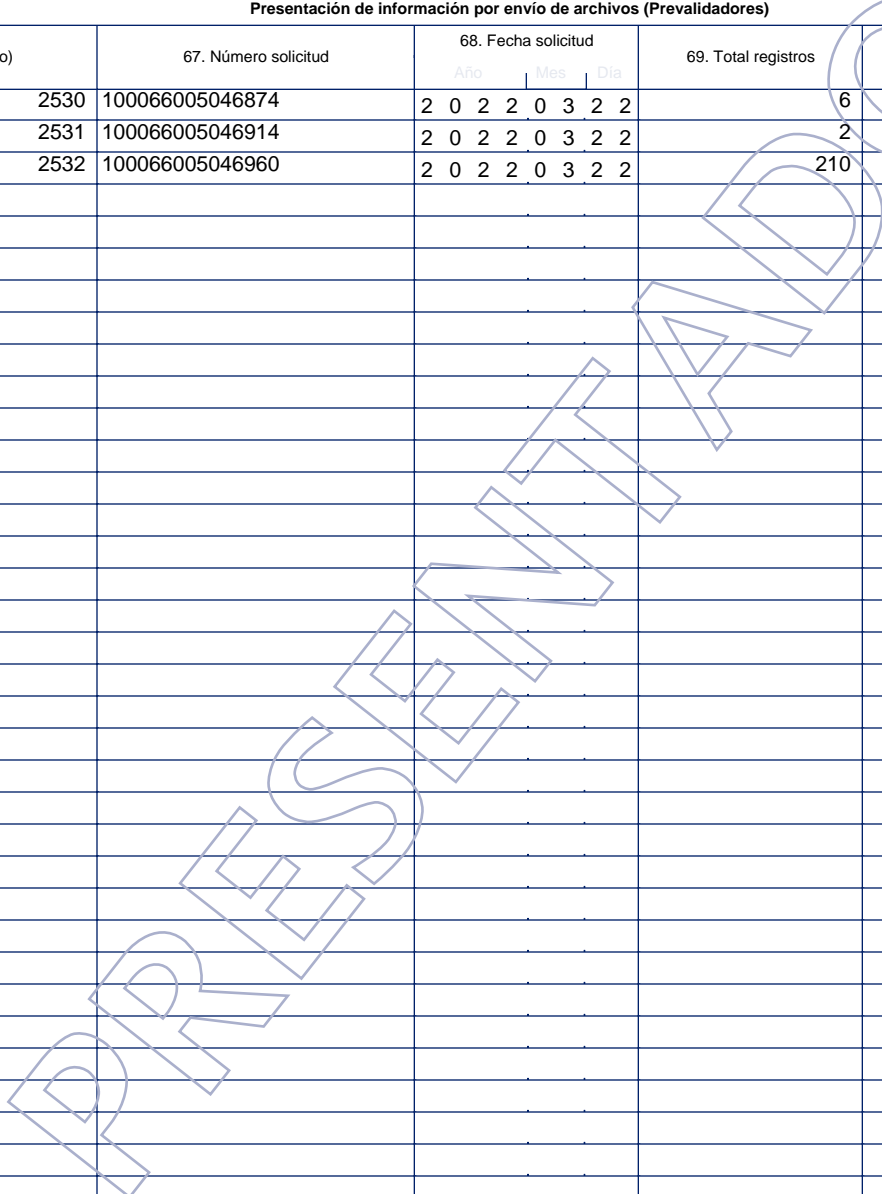 Presentación de información por envío de archivos (Prevalidadores)
o) 67. Número solicitud 68. Fecha solicitud 69. Total registros
Año Mes Día
2530 100066005046874 2 0 2 2 0 3 2 2 6
2531 100066005046914 2 0 2 2 0 3 2 2 2
2532 100066005046960 2 0 2 2 0 3 2 2 210
PRESENTADO